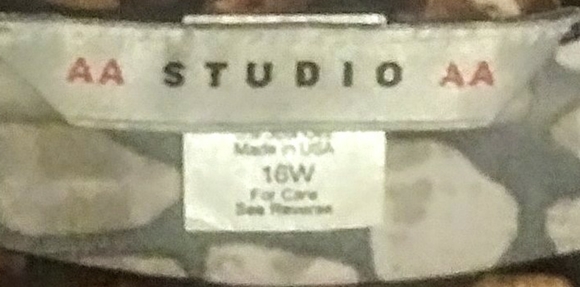 AA STUDIO AA
Made in USA
16W
For Care
See Reverse